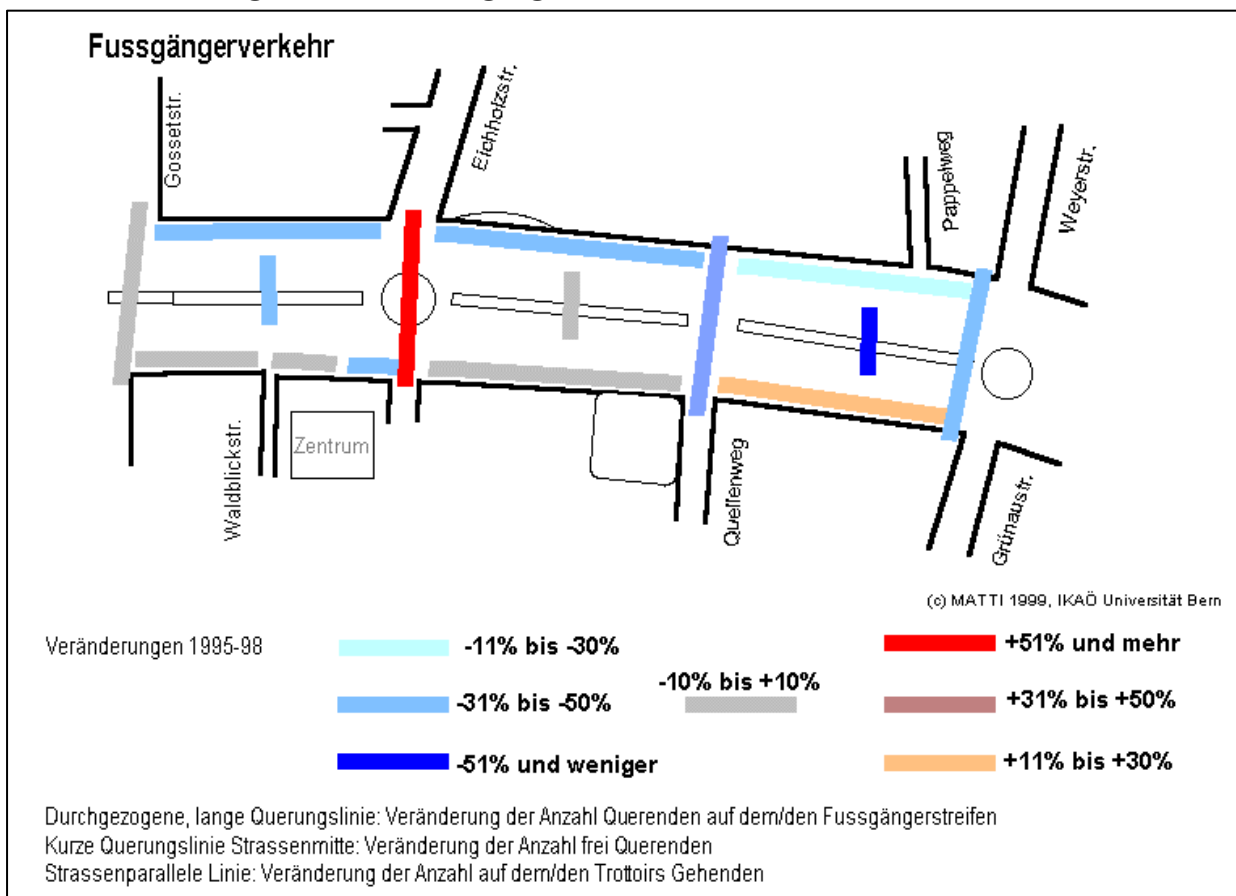 Fussgängerverkehr
Gossetstr.
Eichholzstr.
Pappelweg
Weyerstr.
Waldblickstr.
Zentrum
Quellenweg
Grünaustr.
(c) MATTI 1999, IKAÖ Universität Bern
Veränderungen 1995-98
-11% bis -30%
+51% und mehr
-10% bis +10%
-31% bis -50%
+31% bis +50%
-51% und weniger
+11% bis +30%
Durchgezogene, lange Querungslinie: Veränderung der Anzahl Querenden auf dem/den Fussgängerstreifen
Kurze Querungslinie Strassenmitte: Veränderung der Anzahl frei Querenden
Strassenparallele Linie: Veränderung der Anzahl auf dem/den Trottoirs Gehenden